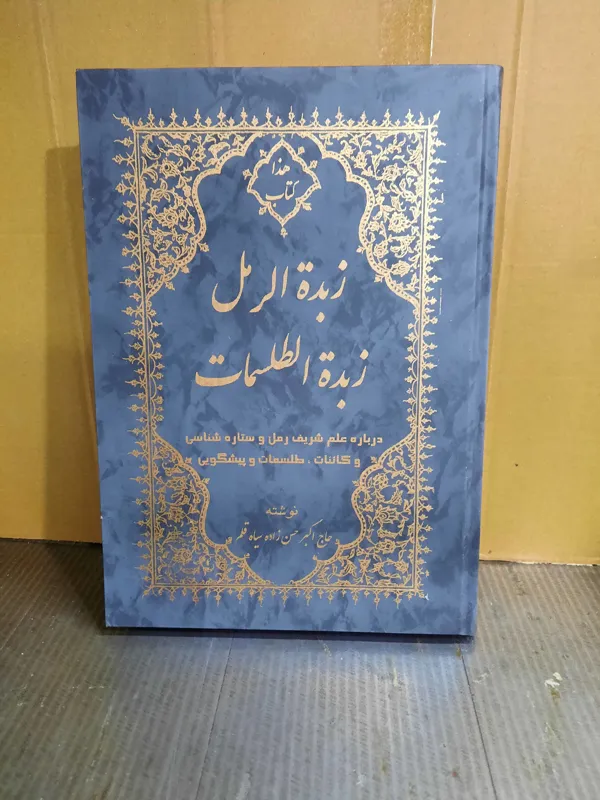 هذا
کتاب
زبدة الرمل
زبدة الطلسمات
درباره علم شریف رمل و ستاره شناسی
و کائنات ، طلسمات و پیشگویی
نوشته
حاج اکبر حسن زاده سیاه قلم